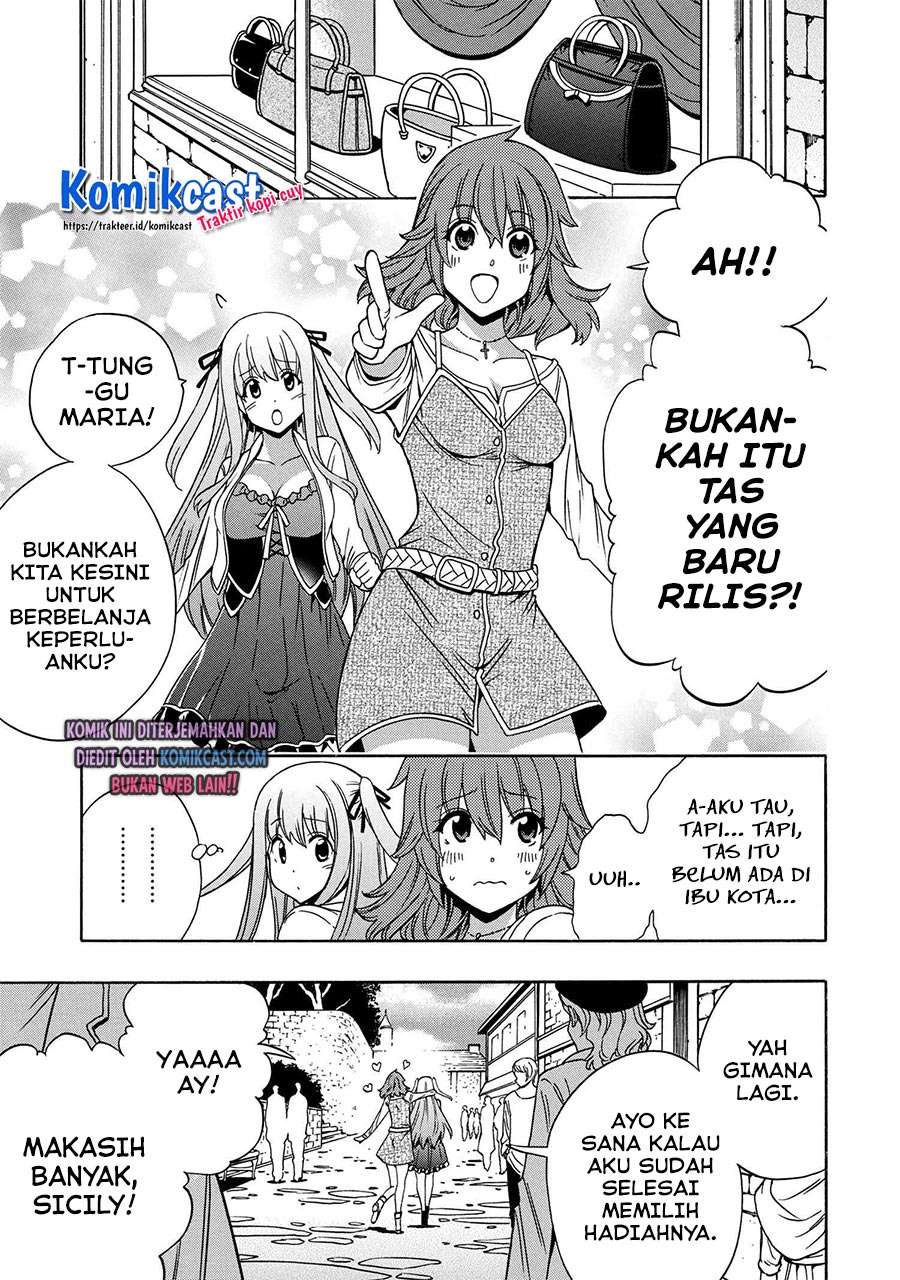 Komikcast
Traktir kopi cuy
https://trakteer.id/komikcast
AH!!
BUKAN-
KAH ITU
TAS
YANG
BARU
RILIS?!
T-TUNG
-GU
MARIA!
BUKANKAH
KITA KESINI
UNTUK
BERBELANJA
KEPERLU-
ANKU?
KOMIK INI DITERJEMAHKAN DAN
DIEDIT OLEH KOMIKCAST.COM
BUKAN WEB LAIN!!
A-AKU TAU,
TAPI... TAPI,
TAS ITU
BELUM ADA DI
IBU KOTA...
UUH..
YAH
GIMANA
LAGI.
AYO KE
SANA KALAU
AKU SUDAH
SELESAI
MEMILIH
HADIAHNYA.
YAAAA
AY!
MAKASIH
BANYAK,
SICILY!